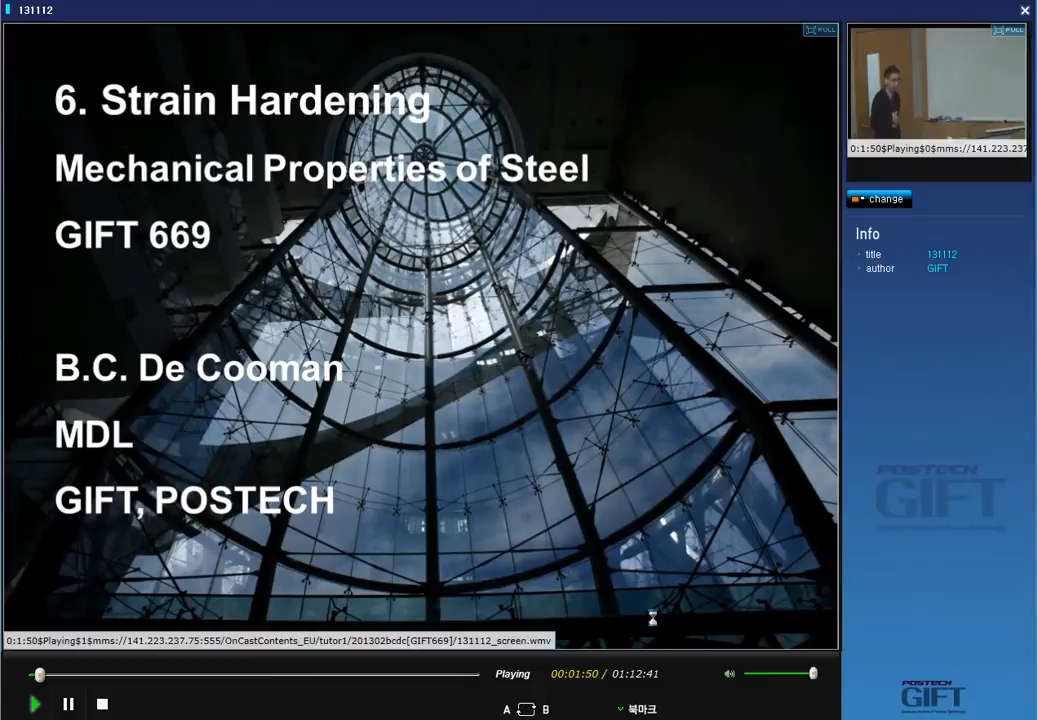 131112
FULL
6. Strain Hardening
Mechanical Properties of Steel
GIFT 669
B.C. De Cooman
MDL
GIFT, POSTECH
0:1:50$Playing$1$mms://141.223.237.75:555/OnCastContents_EU/tutor1/201302bcdc[GIFT669]/131112_screen.wmv
Playing 00:01:50 / 01:12:41
A B 북마크
FULL
0:1:50$Playing$0$mms://141.223.237
change
Info
title 131112
author GIFT
POSTECH
GIFT
POSTECH
GIFT